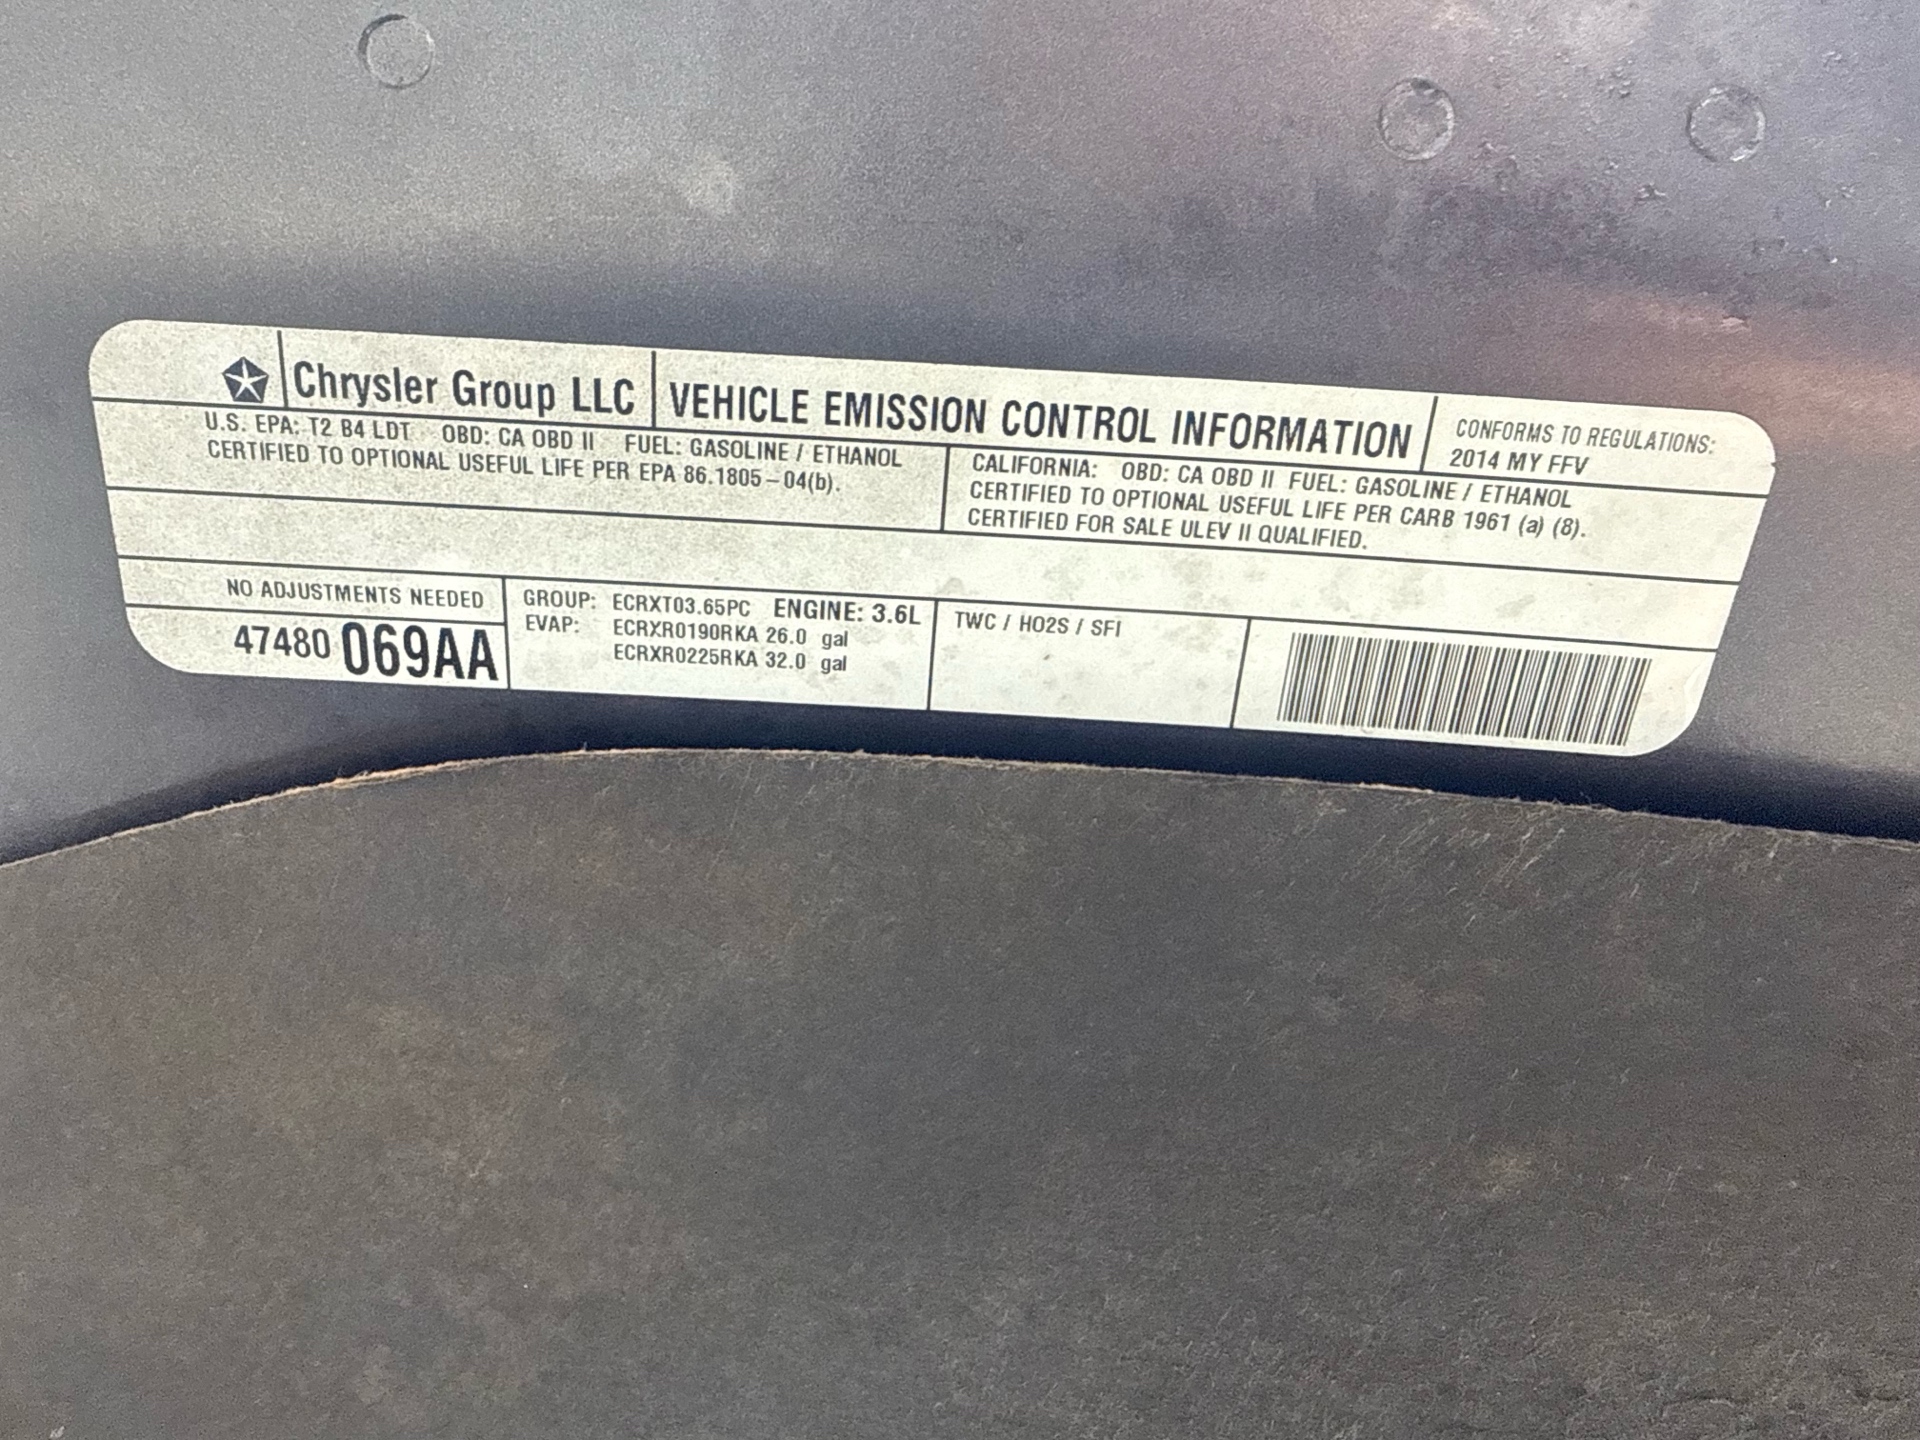 Chrysler Group LLC
VEHICLE EMISSION CONTROL INFORMATION
CONFORMS TO REGULATIONS:
2014 MY FFV
U.S. EPA: T2 B4 LDT OBD: CA OBD II FUEL: GASOLINE / ETHANOL
CERTIFIED TO OPTIONAL USEFUL LIFE PER EPA 86.1805-04(b).
CALIFORNIA: OBD: CA OBD II FUEL: GASOLINE / ETHANOL
CERTIFIED TO OPTIONAL USEFUL LIFE PER CARB 1961 (a) (8).
CERTIFIED FOR SALE ULEV II QUALIFIED.
NO ADJUSTMENTS NEEDED
47480 069AA
GROUP: ECRXT03.65PC ENGINE: 3.6L
EVAP: ECRXR0190RKA 26.0 gal
ECRXR0225RKA 32.0 gal
TWC / HO2S / SFI